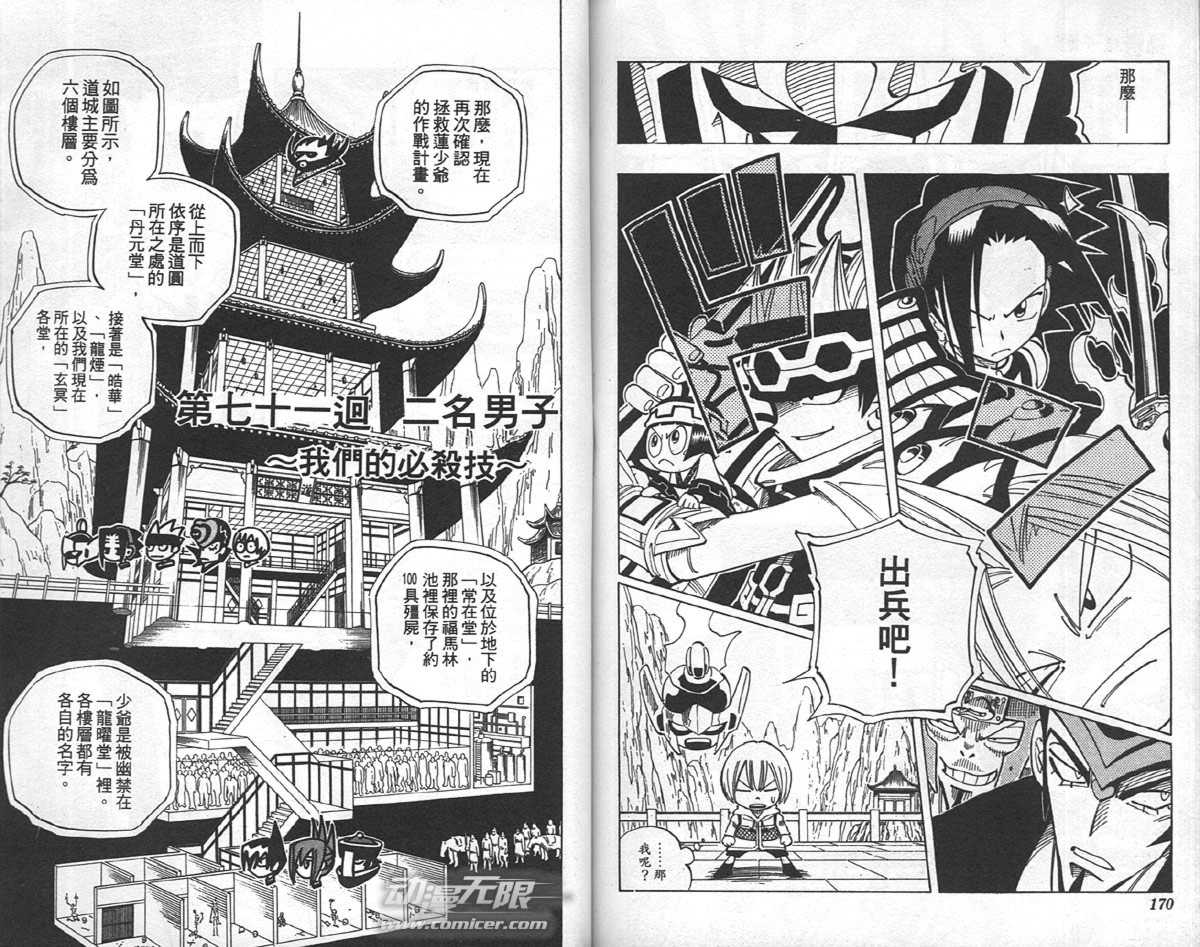 那麼——
出兵吧！
……那
我呢？
170
那麼，現在
再次確認
拯救蓮少爺
的作戰計畫。
如圖所示，
道城主要分為
六個樓層。
從上而下
依序是道圓
所在之處的
「丹元堂」，
接著是「皓華」
、「龍煙」，
以及我們現在
所在的「玄冥」
各堂，
第七十一迴　二名男子
～我們的必殺技～
以及位於地下的
「常在堂」，
那裡的福馬林
池裡保存了約
100具殭屍，
少爺是被幽禁在
「龍曜堂」裡。
各樓層都有
各自的名字。
动漫无限
www.comicer.com